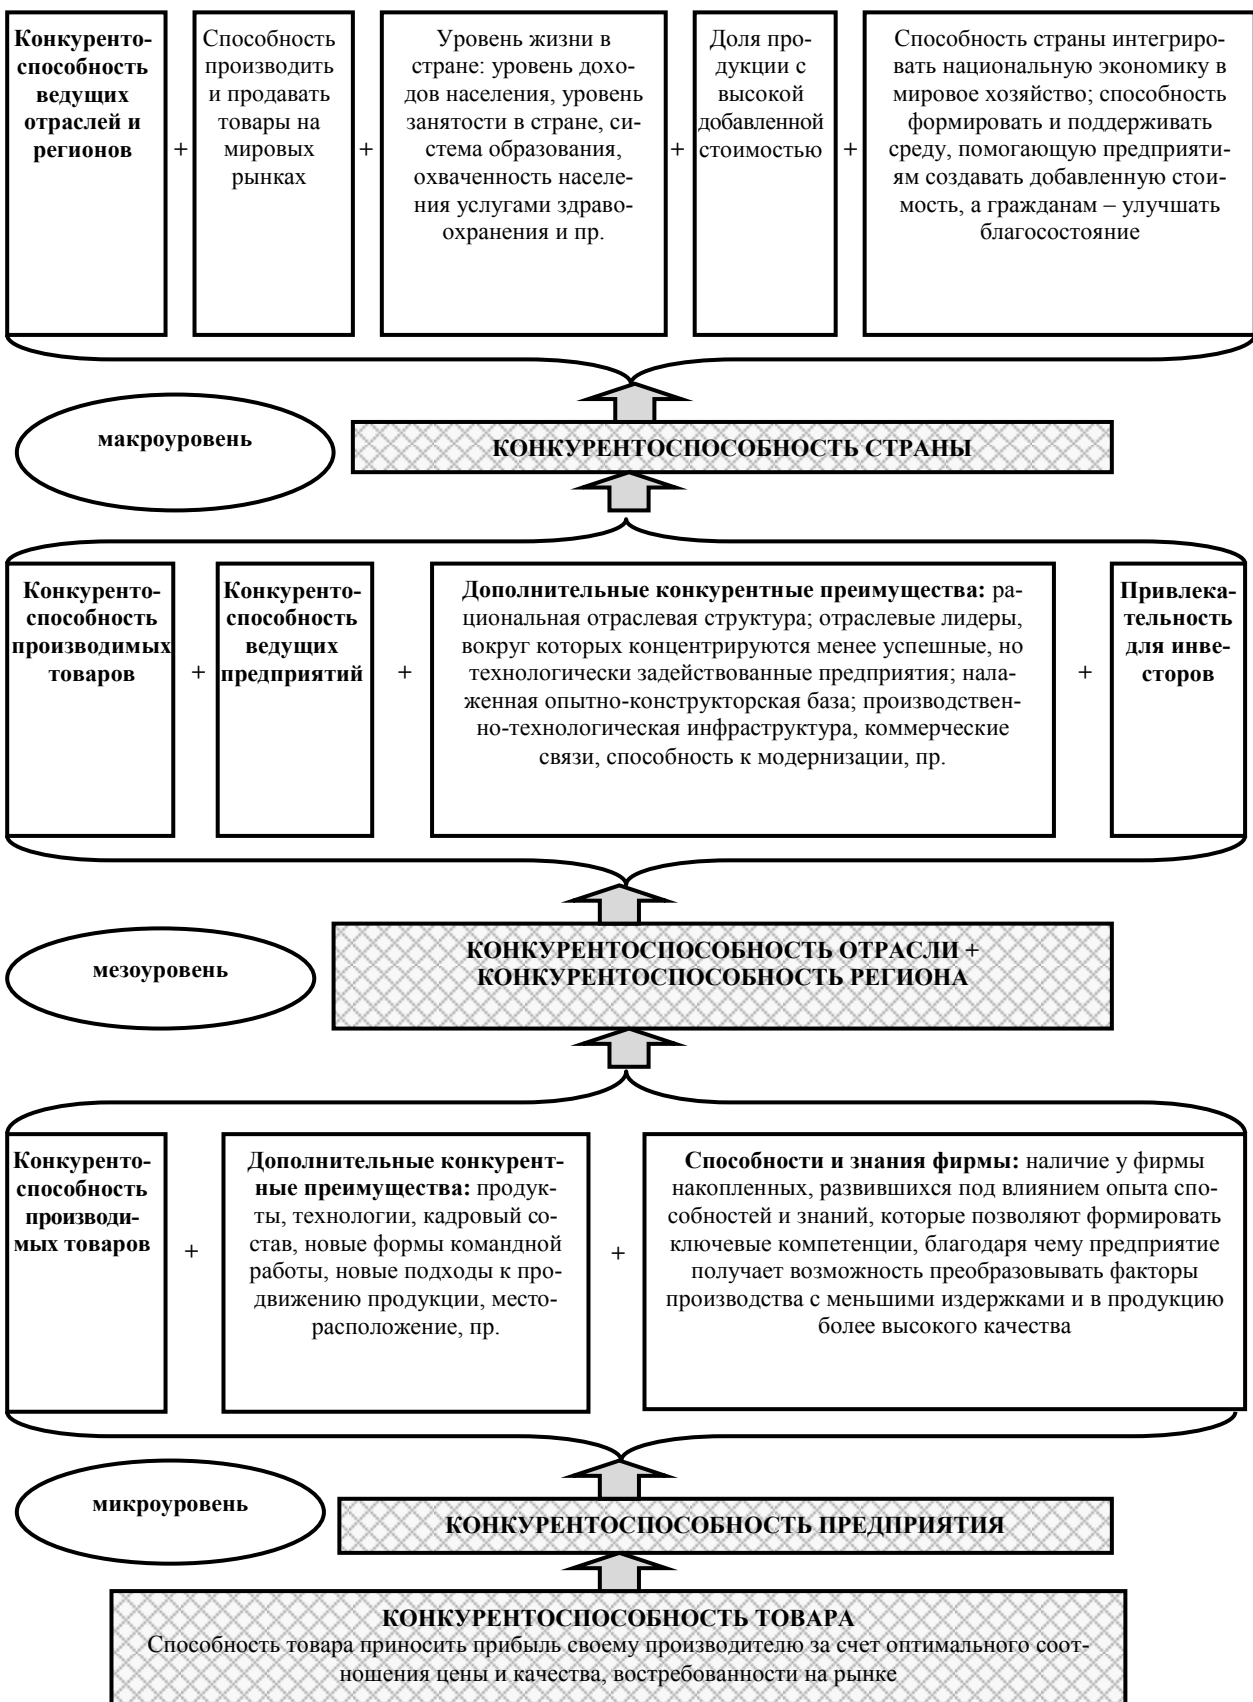 Конкуренто-
способность
ведущих
отраслей и
регионов
+
Способность
производить
и продавать
товары на
мировых
рынках
+
Уровень жизни в
стране: уровень дохо-
дов населения, уровень
занятости в стране, си-
стема образования,
охваченность населе-
ния услугами здраво-
охранения и пр.
+
Доля про-
дукции с
высокой
добавленной
стоимостью
+
Способность страны интегриро-
вать национальную экономику в
мировое хозяйство; способность
формировать и поддерживать
среду, помогающую предприяти-
ям создавать добавленную стои-
мость, а гражданам – улучшать
благосостояние
макроуровень
КОНКУРЕНТОСПОСОБНОСТЬ СТРАНЫ
Конкуренто-
способность
производимых
товаров
+
Конкуренто-
способность
ведущих
предприятий
+
Дополнительные конкурентные преимущества: ра-
циональная отраслевая структура; отраслевые лидеры,
вокруг которых концентрируются менее успешные, но
технологически задействованные предприятия; нала-
женная опытно-конструкторская база; производствен-
но-технологическая инфраструктура, коммерческие
связи, способность к модернизации, пр.
+
Привлека-
тельность
для инве-
сторов
мезоуровень
КОНКУРЕНТОСПОСОБНОСТЬ ОТРАСЛИ +
КОНКУРЕНТОСПОСОБНОСТЬ РЕГИОНА
Конкуренто-
способность
производи-
мых товаров
+
Дополнительные конкурент-
ные преимущества: продук-
ты, технологии, кадровый со-
став, новые формы командной
работы, новые подходы к про-
движению продукции, место-
расположение, пр.
+
Способности и знания фирмы: наличие у фирмы
накопленных, развившихся под влиянием опыта спо-
собностей и знаний, которые позволяют формировать
ключевые компетенции, благодаря чему предприятие
получает возможность преобразовывать факторы
производства с меньшими издержками и в продукцию
более высокого качества
микроуровень
КОНКУРЕНТОСПОСОБНОСТЬ ПРЕДПРИЯТИЯ
КОНКУРЕНТОСПОСОБНОСТЬ ТОВАРА
Способность товара приносить прибыль своему производителю за счет оптимального соот-
ношения цены и качества, востребованности на рынке